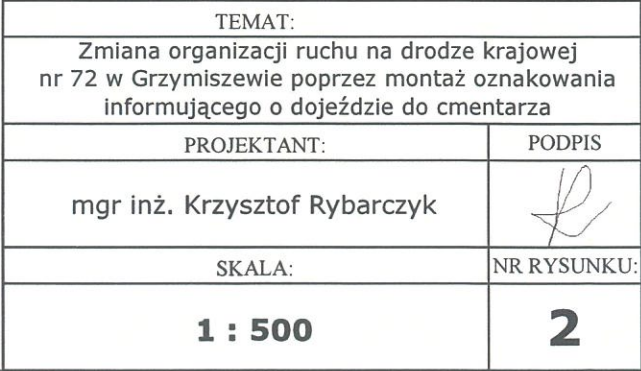 TEMAT:
Zmiana organizacji ruchu na drodze krajowej
nr 72 w Grzymiszewie poprzez montaż oznakowania
informującego o dojeździe do cmentarza
PROJEKTANT:
PODPIS
mgr inż. Krzysztof Rybarczyk
SKALA:
NR RYSUNKU:
1 : 500
2